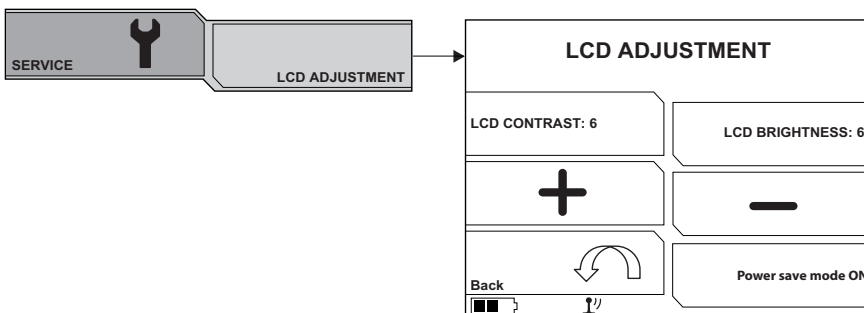 SERVICE
LCD ADJUSTMENT
LCD ADJUSTMENT
LCD CONTRAST: 6
LCD BRIGHTNESS: 6
Back
Power save mode ON